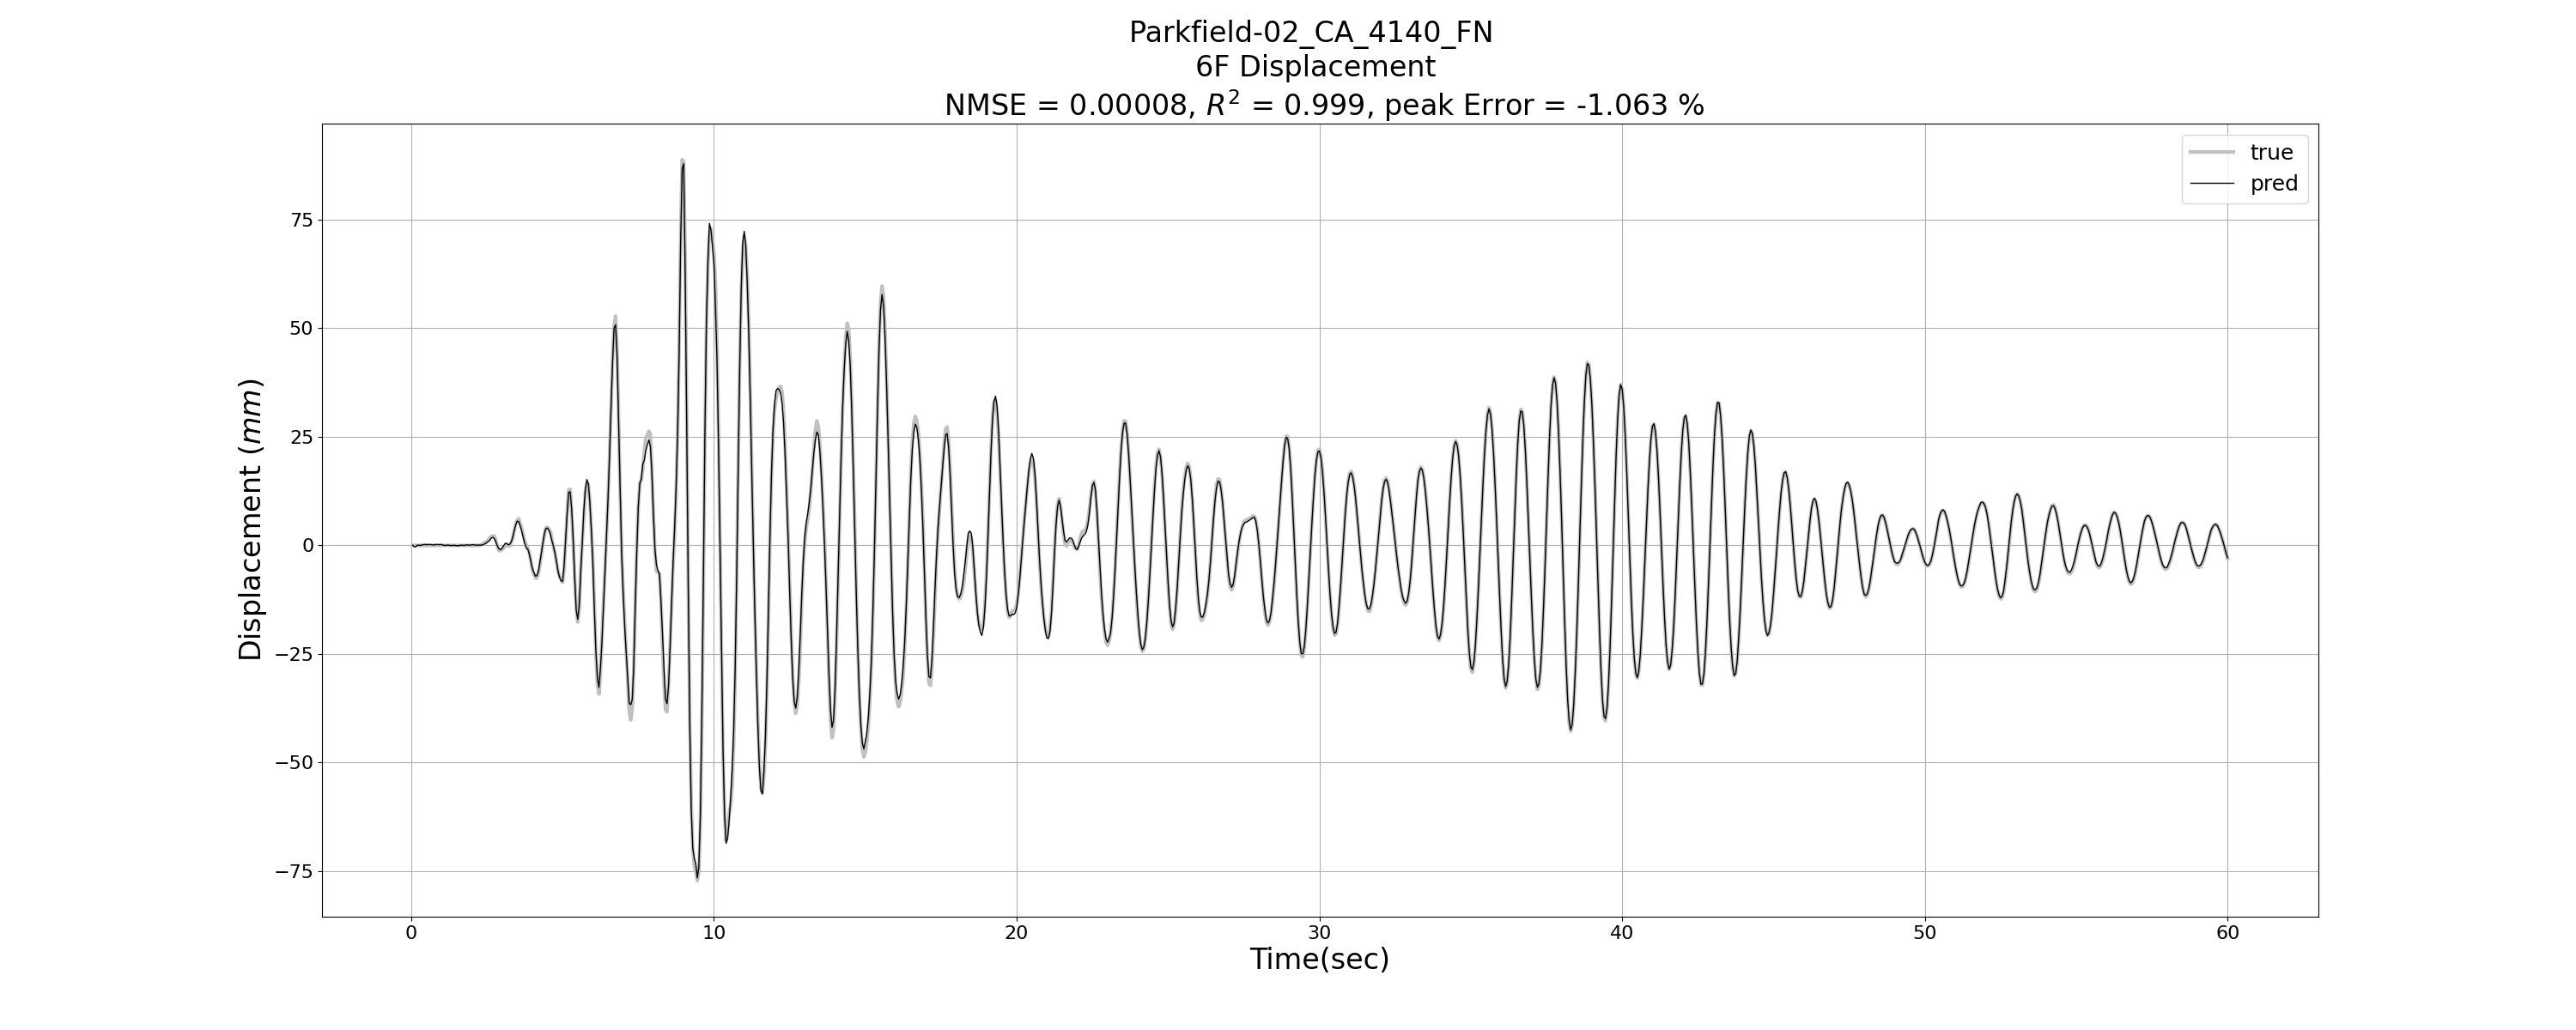 Parkfield-02_CA_4140_FN
6F Displacement
NMSE = 0.00008, R² = 0.999, peak Error = -1.063 %
true
pred
75
50
25
0
−25
−50
−75
Displacement (mm)
0 10 20 30 40 50 60
Time(sec)